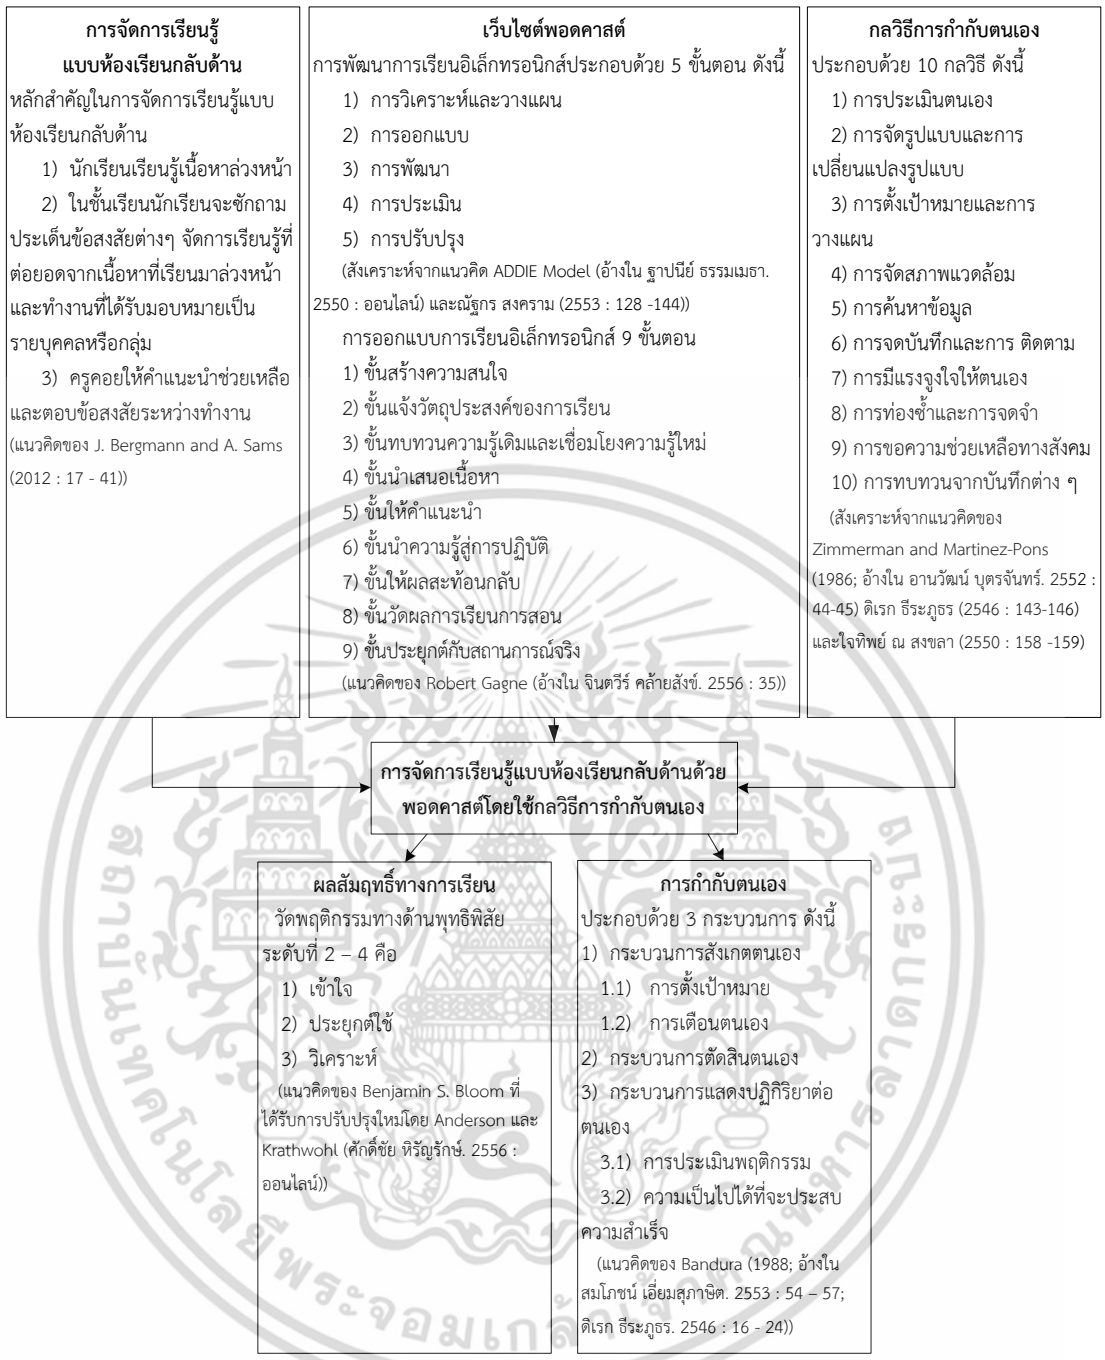 การจัดการเรียนรู้
แบบห้องเรียนกลับด้าน
หลักสำคัญในการจัดการเรียนรู้แบบ
ห้องเรียนกลับด้าน
1) นักเรียนเรียนรู้เนื้อหาล่วงหน้า
2) ในชั้นเรียนนักเรียนจะซักถาม
ประเด็นข้อสงสัยต่างๆ จัดการเรียนรู้ที่
ต่อยอดจากเนื้อหาที่เรียนมาล่วงหน้า
และทำงานที่ได้รับมอบหมายเป็น
รายบุคคลหรือกลุ่ม
3) ครูคอยให้คำแนะนำช่วยเหลือ
และตอบข้อสงสัยระหว่างทำงาน
(แนวคิดของ J. Bergmann and A. Sams
(2012 : 17 - 41))
เว็บไซต์พอดคาสต์
การพัฒนาการเรียนอิเล็กทรอนิกส์ประกอบด้วย 5 ขั้นตอน ดังนี้
1) การวิเคราะห์และวางแผน
2) การออกแบบ
3) การพัฒนา
4) การประเมิน
5) การปรับปรุง
(สังเคราะห์จากแนวคิด ADDIE Model (อ้างใน ฐาปนีย์ ธรรมเมธา.
2550 : ออนไลน์) และณัฐกร สงคราม (2553 : 128 -144))
การออกแบบการเรียนอิเล็กทรอนิกส์ 9 ขั้นตอน
1) ขั้นสร้างความสนใจ
2) ขั้นแจ้งวัตถุประสงค์ของการเรียน
3) ขั้นทบทวนความรู้เดิมและเชื่อมโยงความรู้ใหม่
4) ขั้นนำเสนอเนื้อหา
5) ขั้นให้คำแนะนำ
6) ขั้นนำความรู้สู่การปฏิบัติ
7) ขั้นให้ผลสะท้อนกลับ
8) ขั้นวัดผลการเรียนการสอน
9) ขั้นประยุกต์กับสถานการณ์จริง
(แนวคิดของ Robert Gagne (อ้างใน จินตวีร์ คล้ายสังข์. 2556 : 35))
กลวิธีการกำกับตนเอง
ประกอบด้วย 10 กลวิธี ดังนี้
1) การประเมินตนเอง
2) การจัดรูปแบบและการ
เปลี่ยนแปลงรูปแบบ
3) การตั้งเป้าหมายและการ
วางแผน
4) การจัดสภาพแวดล้อม
5) การค้นหาข้อมูล
6) การจดบันทึกและการ ติดตาม
7) การมีแรงจูงใจให้ตนเอง
8) การท่องซ้ำและการจดจำ
9) การขอความช่วยเหลือทางสังคม
10) การทบทวนจากบันทึกต่าง ๆ
(สังเคราะห์จากแนวคิดของ
Zimmerman and Martinez-Pons
(1986; อ้างใน อานวัฒน์ บุตรจันทร์. 2552 :
44-45) ดิเรก ธีระภูธร (2546 : 143-146)
และใจทิพย์ ณ สงขลา (2550 : 158 -159)
การจัดการเรียนรู้แบบห้องเรียนกลับด้านด้วย
พอดคาสต์โดยใช้กลวิธีการกำกับตนเอง
ผลสัมฤทธิ์ทางการเรียน
วัดพฤติกรรมทางด้านพุทธิพิสัย
ระดับที่ 2 – 4 คือ
1) เข้าใจ
2) ประยุกต์ใช้
3) วิเคราะห์
(แนวคิดของ Benjamin S. Bloom ที่
ได้รับการปรับปรุงใหม่โดย Anderson และ
Krathwohl (ศักดิ์ชัย หิรัญรักษ์. 2556 :
ออนไลน์))
การกำกับตนเอง
ประกอบด้วย 3 กระบวนการ ดังนี้
1) กระบวนการสังเกตตนเอง
1.1) การตั้งเป้าหมาย
1.2) การเตือนตนเอง
2) กระบวนการตัดสินตนเอง
3) กระบวนการแสดงปฏิกิริยาต่อ
ตนเอง
3.1) การประเมินพฤติกรรม
3.2) ความเป็นไปได้ที่จะประสบ
ความสำเร็จ
(แนวคิดของ Bandura (1988; อ้างใน
สมโภชน์ เอี่ยมสุภาษิต. 2553 : 54 – 57;
ดิเรก ธีระภูธร. 2546 : 16 - 24))
สถาบันเทคโนโลยีพระจอมเกล้าเจ้าคุณทหารลาดกระบัง